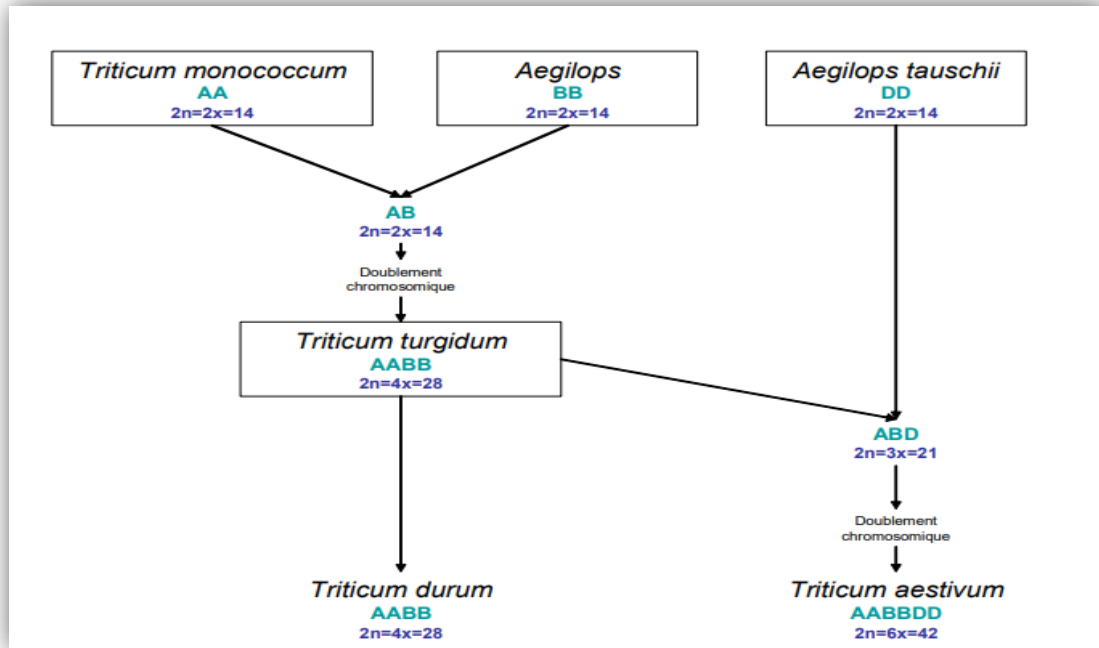 Triticum monococcum
AA
2n=2x=14
Aegilops
BB
2n=2x=14
Aegilops tauschii
DD
2n=2x=14
AB
2n=2x=14
Doublement
chromosomique
Triticum turgidum
AABB
2n=4x=28
ABD
2n=3x=21
Doublement
chromosomique
Triticum durum
AABB
2n=4x=28
Triticum aestivum
AABBDD
2n=6x=42